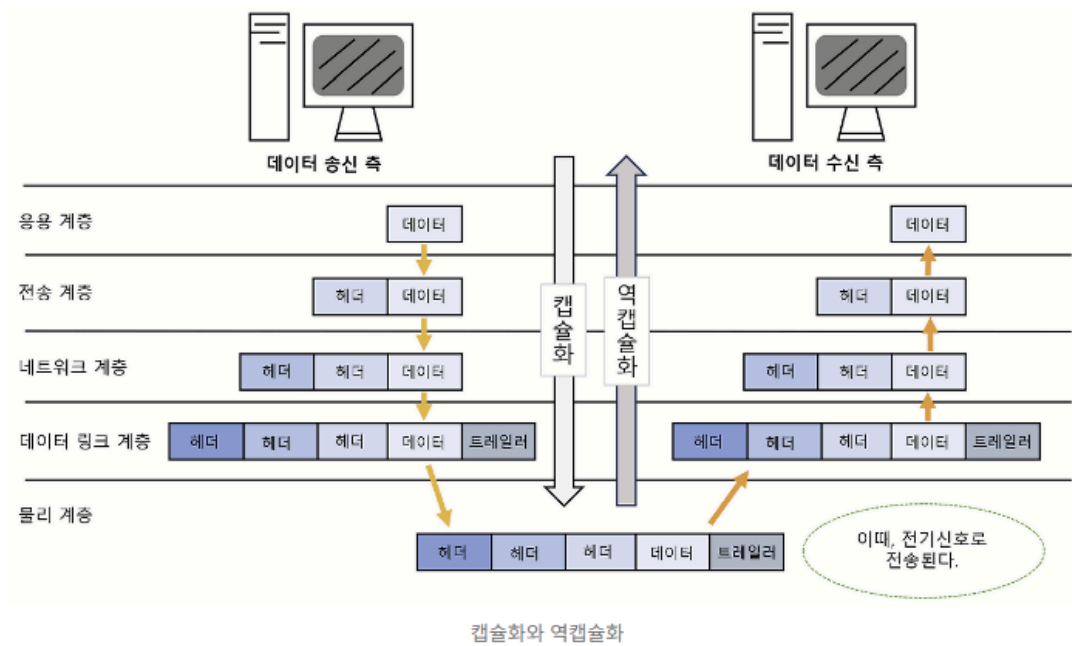 데이터 송신 측
데이터 수신 측
응용 계층
데이터
데이터
전송 계층
헤더 데이터
헤더 데이터
캡슐화
역캡슐화
네트워크 계층
헤더 헤더 데이터
헤더 헤더 데이터
데이터 링크 계층
헤더 헤더 헤더 데이터 트레일러
헤더 헤더 헤더 데이터 트레일러
물리 계층
헤더 헤더 헤더 데이터 트레일러
이때, 전기신호로
전송된다.
캡슐화와 역캡슐화